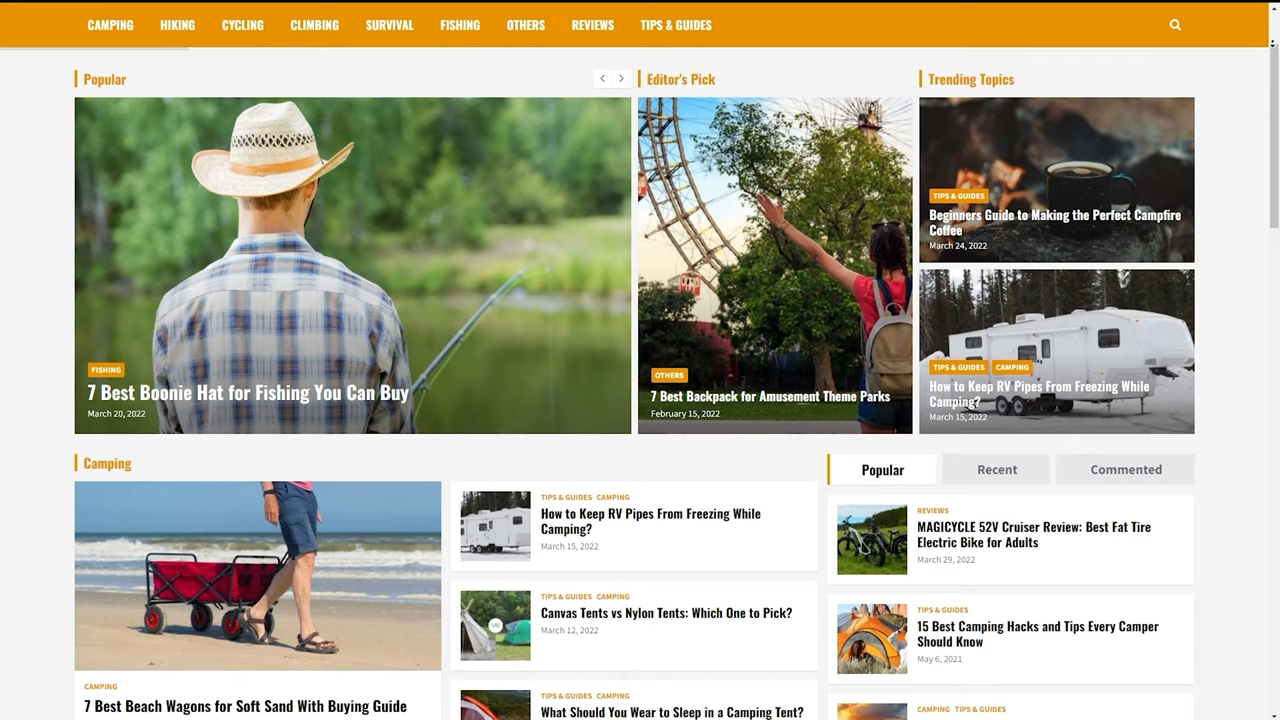 CAMPING HIKING CYCLING CLIMBING SURVIVAL FISHING OTHERS REVIEWS TIPS & GUIDES
Popular
FISHING
7 Best Boonie Hat for Fishing You Can Buy
March 20, 2022
Editor's Pick
OTHERS
7 Best Backpack for Amusement Theme Parks
February 15, 2022
Trending Topics
TIPS & GUIDES
Beginners Guide to Making the Perfect Campfire
Coffee
March 24, 2022
TIPS & GUIDES CAMPING
How to Keep RV Pipes From Freezing While
Camping?
March 15, 2022
Camping
CAMPING
7 Best Beach Wagons for Soft Sand With Buying Guide
TIPS & GUIDES CAMPING
How to Keep RV Pipes From Freezing While
Camping?
March 15, 2022
TIPS & GUIDES CAMPING
Canvas Tents vs Nylon Tents: Which One to Pick?
March 12, 2022
TIPS & GUIDES CAMPING
What Should You Wear to Sleep in a Camping Tent?
Popular Recent Commented
REVIEWS
MAGICYCLE 52V Cruiser Review: Best Fat Tire
Electric Bike for Adults
March 29, 2022
TIPS & GUIDES
15 Best Camping Hacks and Tips Every Camper
Should Know
May 6, 2021
CAMPING TIPS & GUIDES